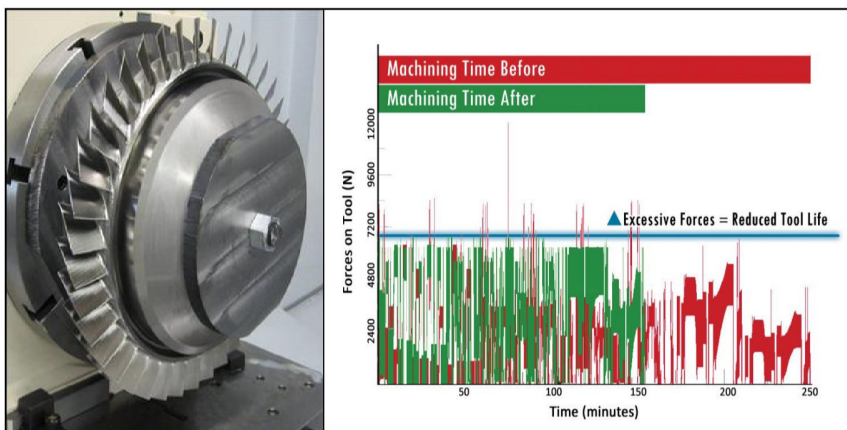 Machining Time Before
Machining Time After
Excessive Forces = Reduced Tool Life
Forces on Tool (N)
12000
9600
7200
4800
2400
50
100
150
200
250
Time (minutes)